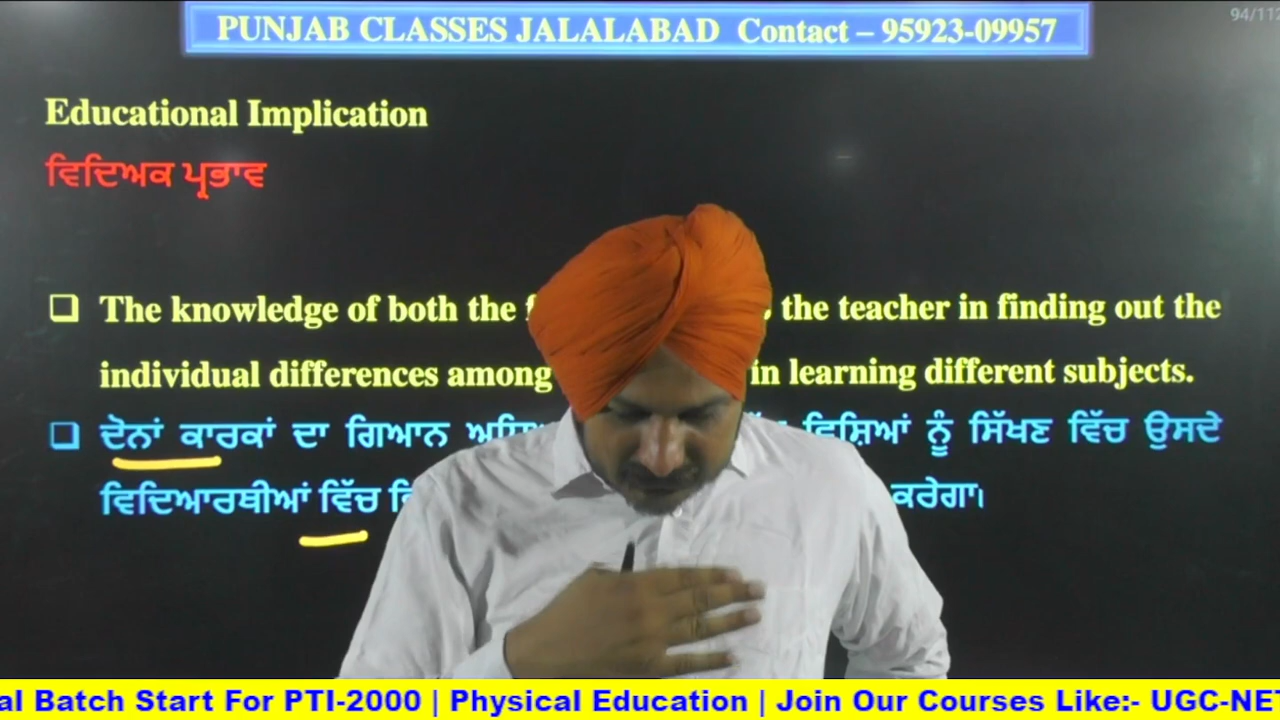 PUNJAB CLASSES JALALABAD Contact – 95923-09957
94/112
Educational Implication
ਵਿਦਿਅਕ ਪ੍ਰਭਾਵ
The knowledge of both the the teacher in finding out the
individual differences among in learning different subjects.
ਦੋਨਾਂ ਕਾਰਕਾਂ ਦਾ ਗਿਆਨ ਵਿਸ਼ਿਆਂ ਨੂੰ ਸਿੱਖਣ ਵਿੱਚ ਉਸਦੇ
ਵਿਦਿਆਰਥੀਆਂ ਵਿੱਚ ਕਰੇਗਾ।
al Batch Start For PTI-2000 | Physical Education | Join Our Courses Like:- UGC-NET